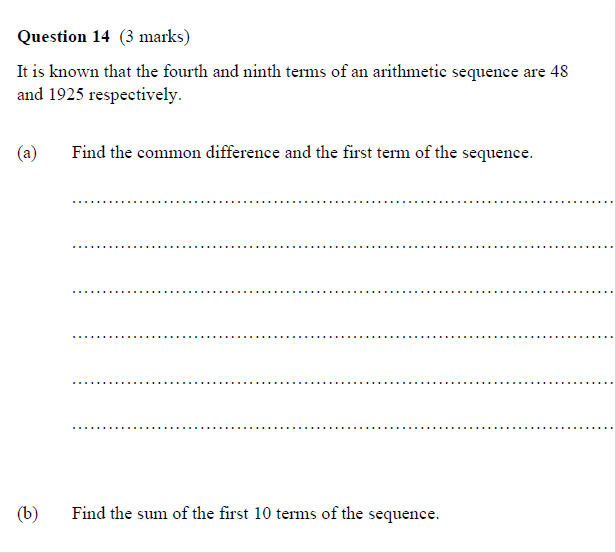 Question 14 (3 marks)
It is known that the fourth and ninth terms of an arithmetic sequence are 48
and 1925 respectively.
(a) Find the common difference and the first term of the sequence.
(b) Find the sum of the first 10 terms of the sequence.